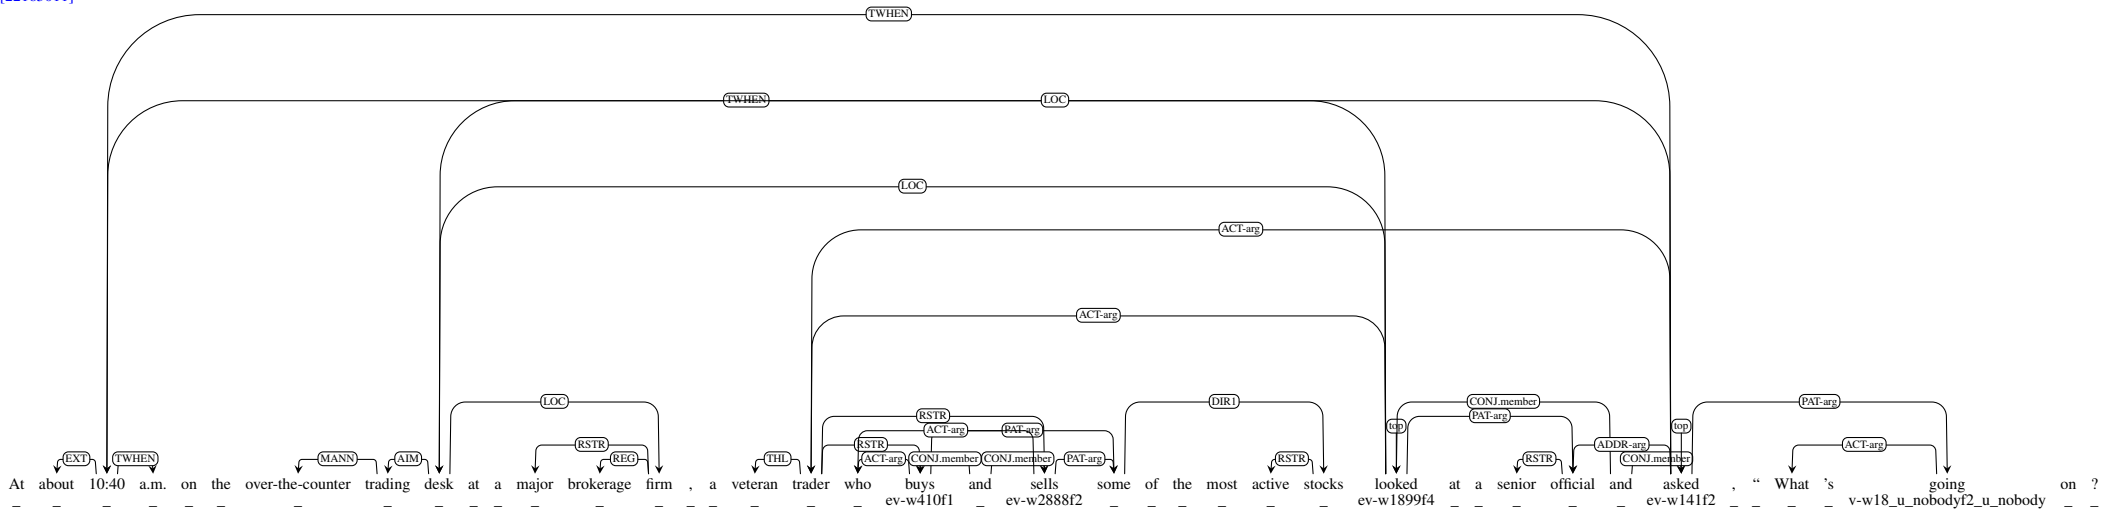 TWHEN
TWHEN LOC
LOC
ACT-arg
ACT-arg
LOC DIR1 CONJ.member PAT-arg
RSTR PAT-arg
ACT-arg PAT-arg top top
RSTR RSTR ADDR-arg RSTR ACT-arg
EXT TWHEN MANN AIM REG THL ACT-arg CONJ.member CONJ.member PAT-arg RSTR RSTR CONJ.member
At about 10:40 a.m. on the over-the-counter trading desk at a major brokerage firm , a veteran trader who buys and sells some of the most active stocks looked at a senior official and asked , “ What ’s going on ?
_ _ _ _ _ _ _ _ _ _ _ _ _ _ _ _ _ _ _ ev-w410f1 _ ev-w2888f2 _ _ _ _ _ _ ev-w1899f4 _ _ _ _ _ ev-w141f2 _ _ _ _ v-w18_u_nobodyf2_u_nobody _ _